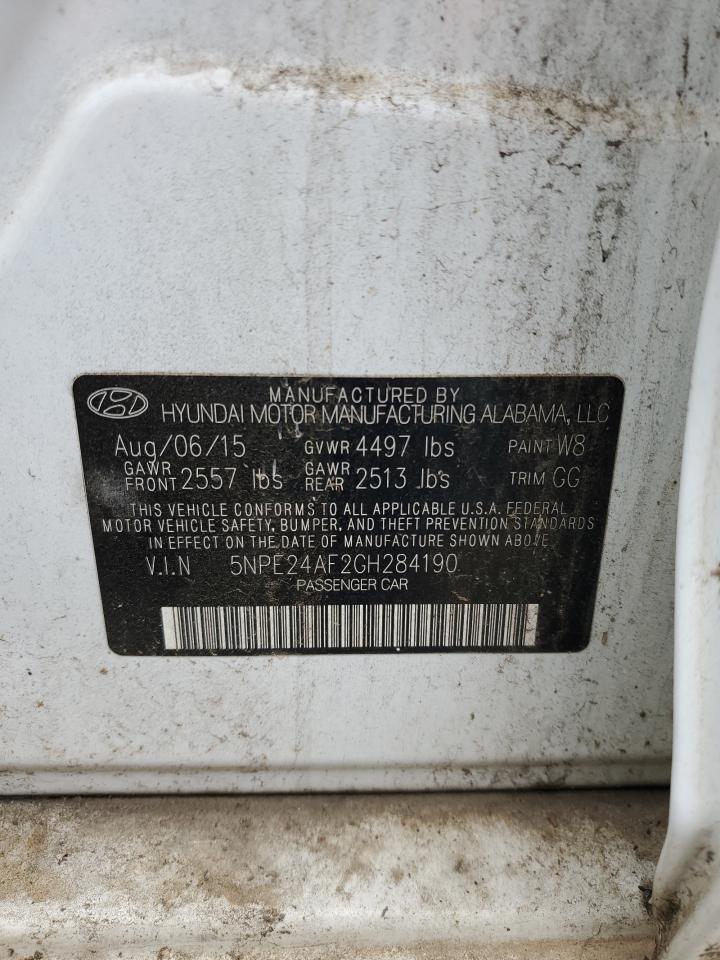 MANUFACTURED BY
HYUNDAI MOTOR MANUFACTURING ALABAMA, LLC
Aug/06/15 GVWR 4497 lbs PAINT W8
GAWR FRONT 2557 lbs GAWR REAR 2513 lbs TRIM GG
THIS VEHICLE CONFORMS TO ALL APPLICABLE U.S.A. FEDERAL
MOTOR VEHICLE SAFETY, BUMPER, AND THEFT PREVENTION STANDARDS
IN EFFECT ON THE DATE OF MANUFACTURE SHOWN ABOVE.
V.I.N 5NPE24AF2GH284190
PASSENGER CAR